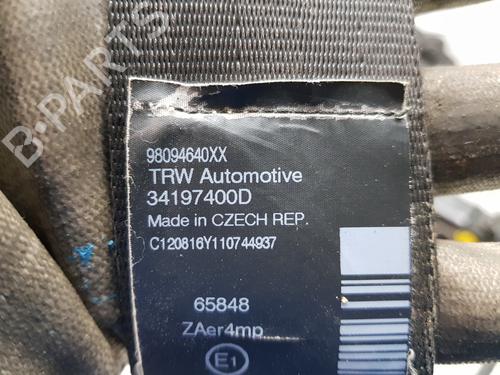 B-PARTS
98094640XX
TRW Automotive
34197400D
Made in CZECH REP.
C120816Y110744937
65848
ZAer4mp
E1